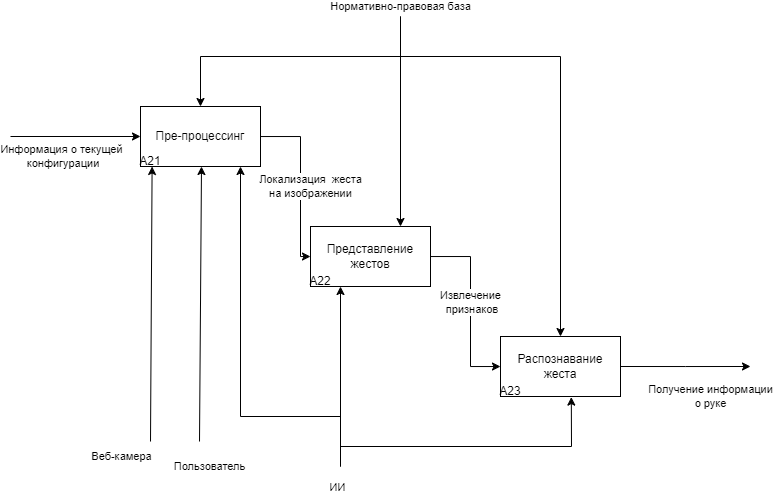 Нормативно-правовая база
Пре-процессинг
A21
Информация о текущей
конфигурации
Локализация жеста
на изображении
Представление
жестов
A22
Извлечение
признаков
Распознавание
жеста
A23
Получение информации
о руке
Веб-камера
Пользователь
ИИ